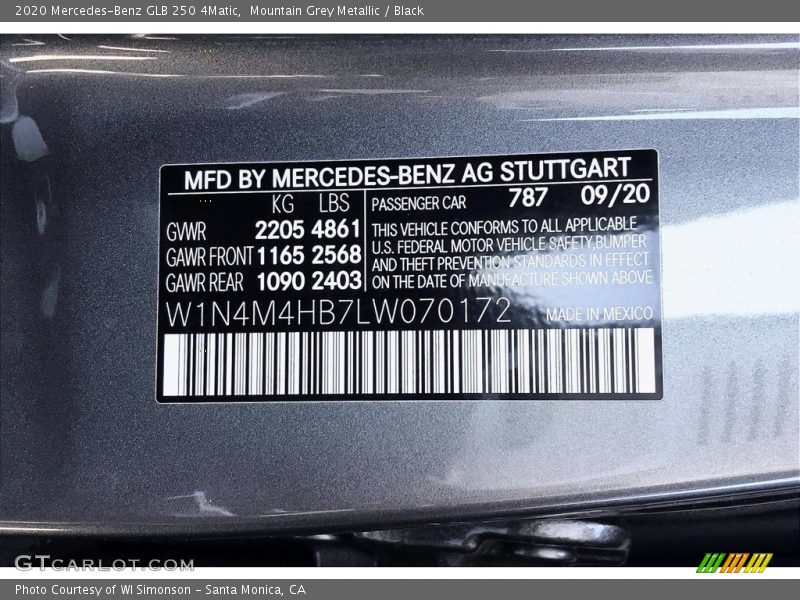 2020 Mercedes-Benz GLB 250 4Matic, Mountain Grey Metallic / Black
MFD BY MERCEDES-BENZ AG STUTTGART
KG LBS
GWR 2205 4861
GAWR FRONT 1165 2568
GAWR REAR 1090 2403
PASSENGER CAR 787 09/20
THIS VEHICLE CONFORMS TO ALL APPLICABLE
U.S. FEDERAL MOTOR VEHICLE SAFETY,BUMPER
AND THEFT PREVENTION STANDARDS IN EFFECT
ON THE DATE OF MANUFACTURE SHOWN ABOVE
W1N4M4HB7LW070172 MADE IN MEXICO
GTCARLOT.COM
Photo Courtesy of WI Simonson - Santa Monica, CA